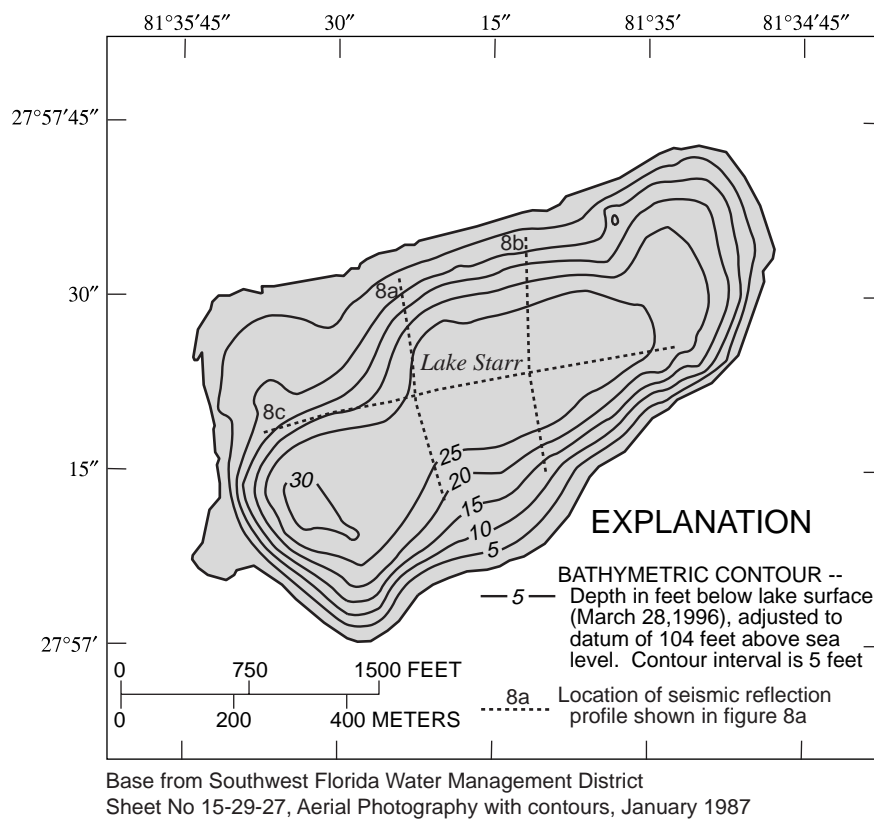 81°35′45″ 30″ 15″ 81°35′ 81°34′45″
27°57′45″
8b
8a
30″
Lake Starr
8c
25
30
20
15″
15
10
5
EXPLANATION
BATHYMETRIC CONTOUR --
5 Depth in feet below lake surface
(March 28,1996), adjusted to
datum of 104 feet above sea
level. Contour interval is 5 feet
27°57′
0 750 1500 FEET
0 200 400 METERS
8a Location of seismic reflection
profile shown in figure 8a
Base from Southwest Florida Water Management District
Sheet No 15-29-27, Aerial Photography with contours, January 1987